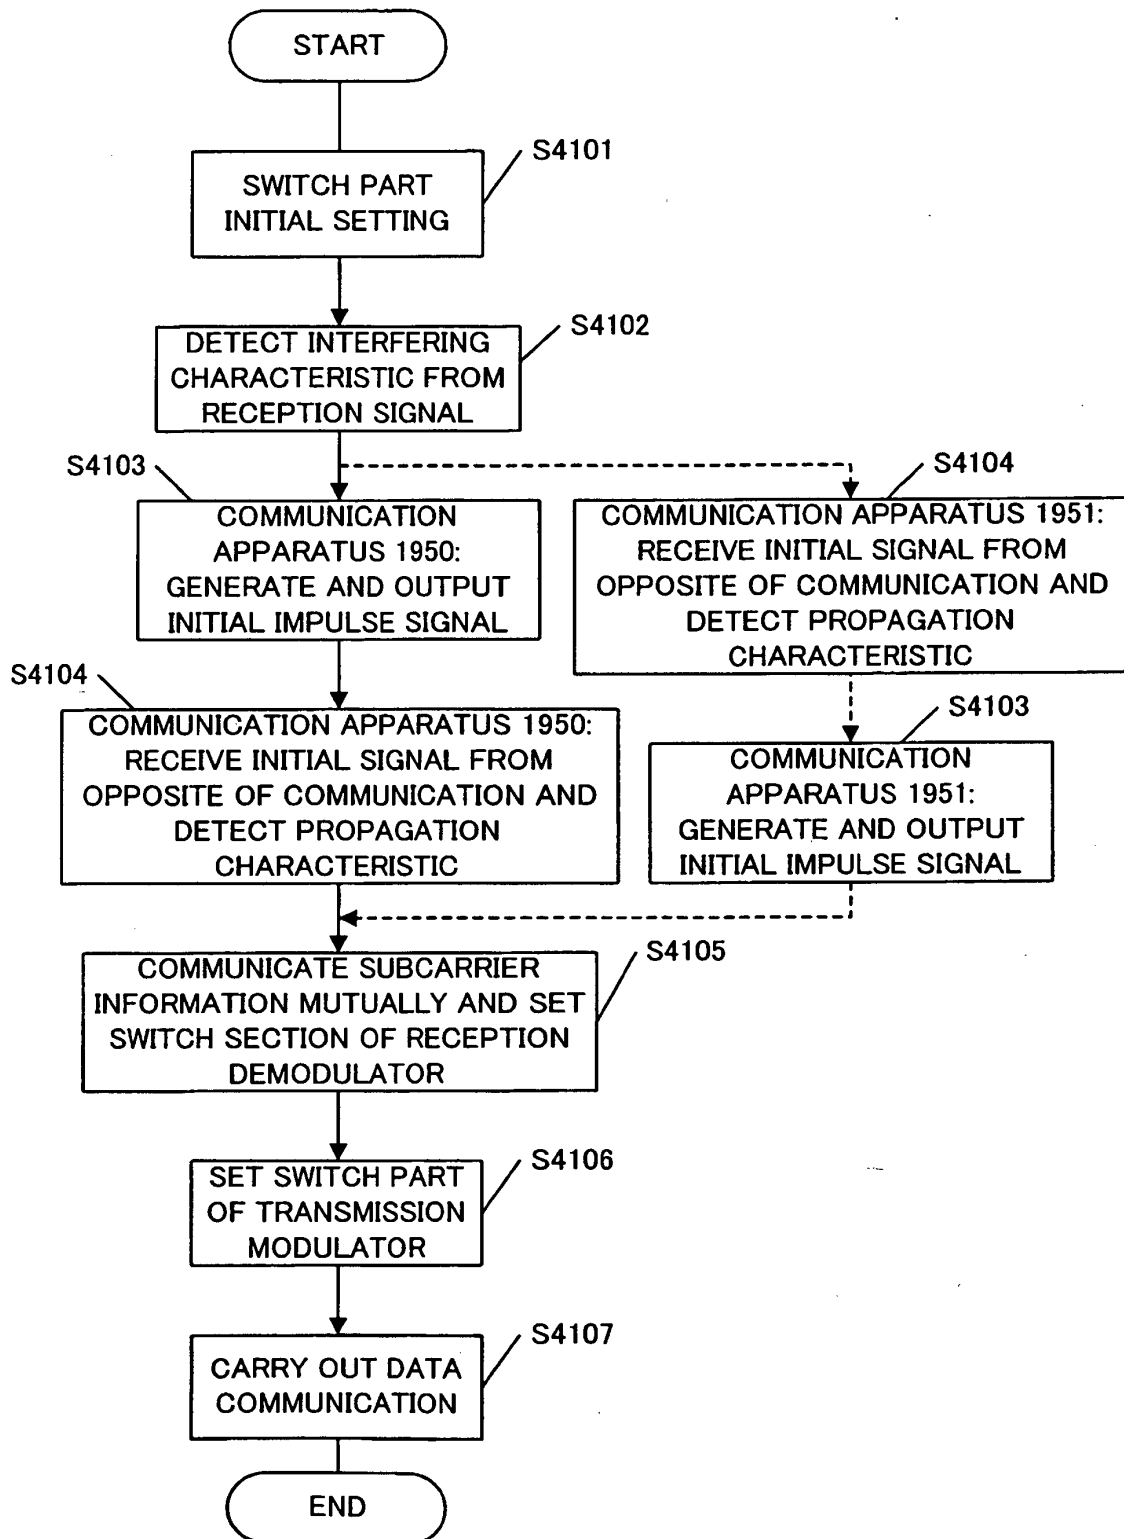 START
S4101
SWITCH PART
INITIAL SETTING
S4102
DETECT INTERFERING
CHARACTERISTIC FROM
RECEPTION SIGNAL
S4103
COMMUNICATION
APPARATUS 1950:
GENERATE AND OUTPUT
INITIAL IMPULSE SIGNAL
S4104
COMMUNICATION APPARATUS 1951:
RECEIVE INITIAL SIGNAL FROM
OPPOSITE OF COMMUNICATION AND
DETECT PROPAGATION
CHARACTERISTIC
S4104
COMMUNICATION APPARATUS 1950:
RECEIVE INITIAL SIGNAL FROM
OPPOSITE OF COMMUNICATION AND
DETECT PROPAGATION
CHARACTERISTIC
S4103
COMMUNICATION
APPARATUS 1951:
GENERATE AND OUTPUT
INITIAL IMPULSE SIGNAL
S4105
COMMUNICATE SUBCARRIER
INFORMATION MUTUALLY AND SET
SWITCH SECTION OF RECEPTION
DEMODULATOR
S4106
SET SWITCH PART
OF TRANSMISSION
MODULATOR
S4107
CARRY OUT DATA
COMMUNICATION
END